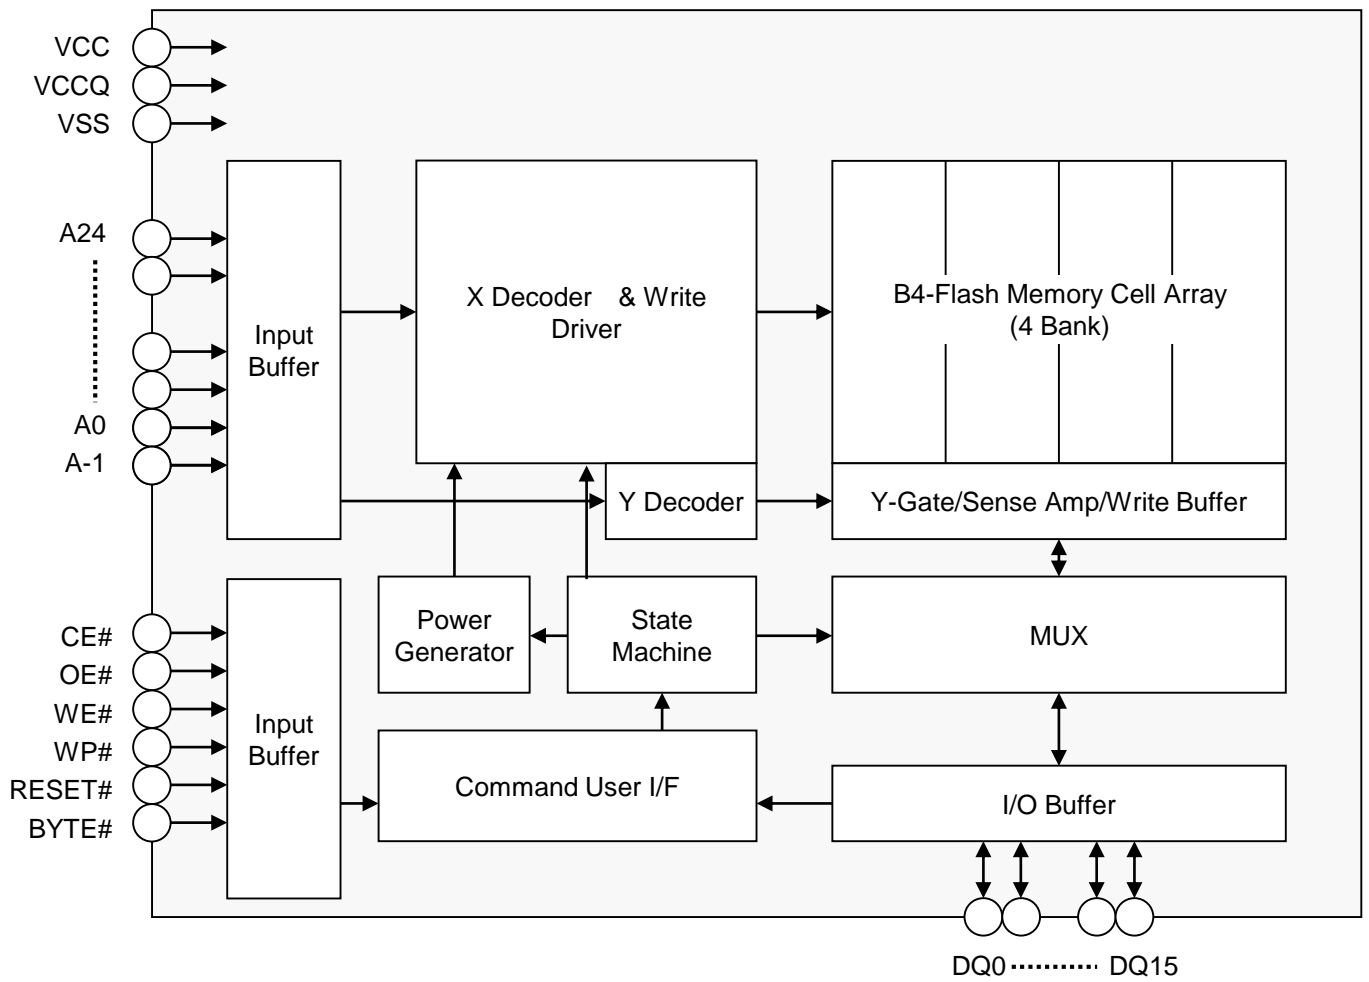 VCC
VCCQ
VSS
A24
A0
A-1
Input
Buffer
X Decoder & Write
Driver
B4-Flash Memory Cell Array
(4 Bank)
Y Decoder
Y-Gate/Sense Amp/Write Buffer
CE#
OE#
WE#
WP#
RESET#
BYTE#
Input
Buffer
Power
Generator
State
Machine
MUX
Command User I/F
I/O Buffer
DQ0
DQ15